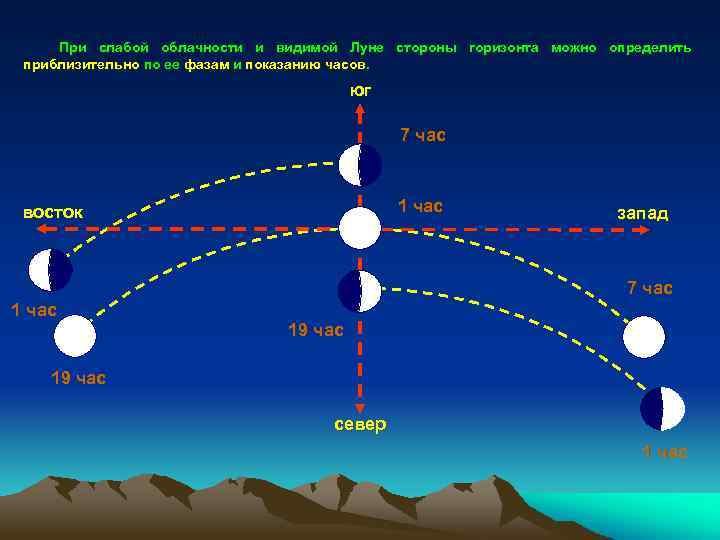 При слабой облачности и видимой Луне стороны горизонта можно определить
приблизительно по ее фазам и показанию часов.
юг
7 час
восток
1 час
запад
7 час
1 час
19 час
19 час
север
1 час